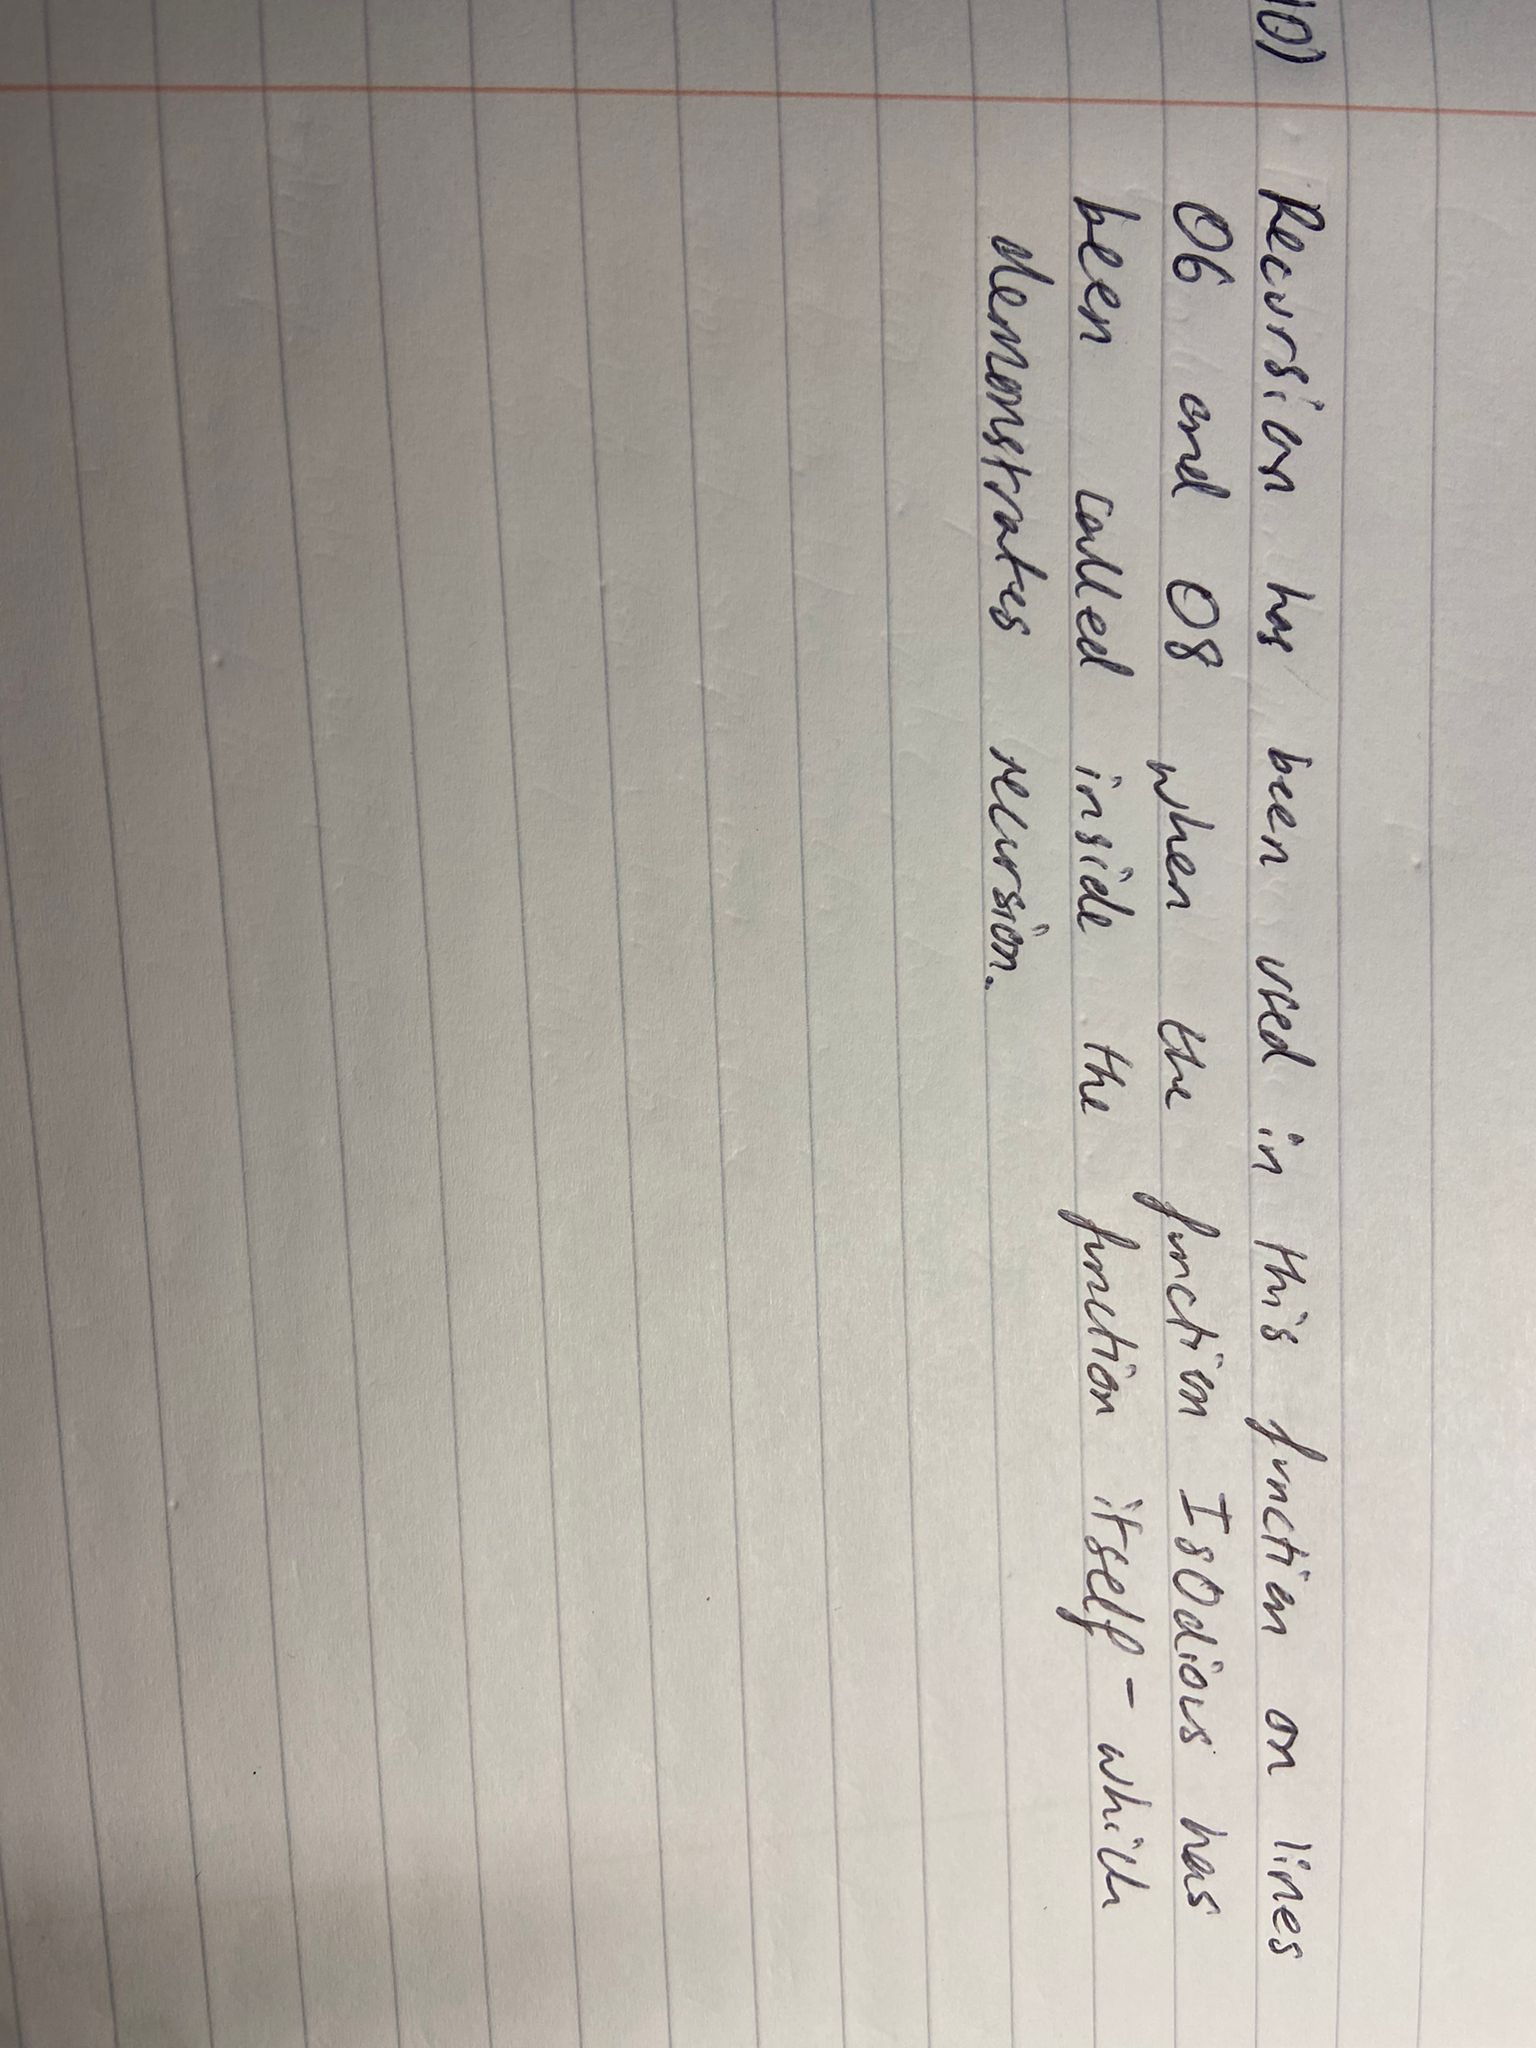 10) Recursion has been used in this function on lines
06 and 08 when the function IsOdious has
been called inside the function itself - which
demonstrates recursion.